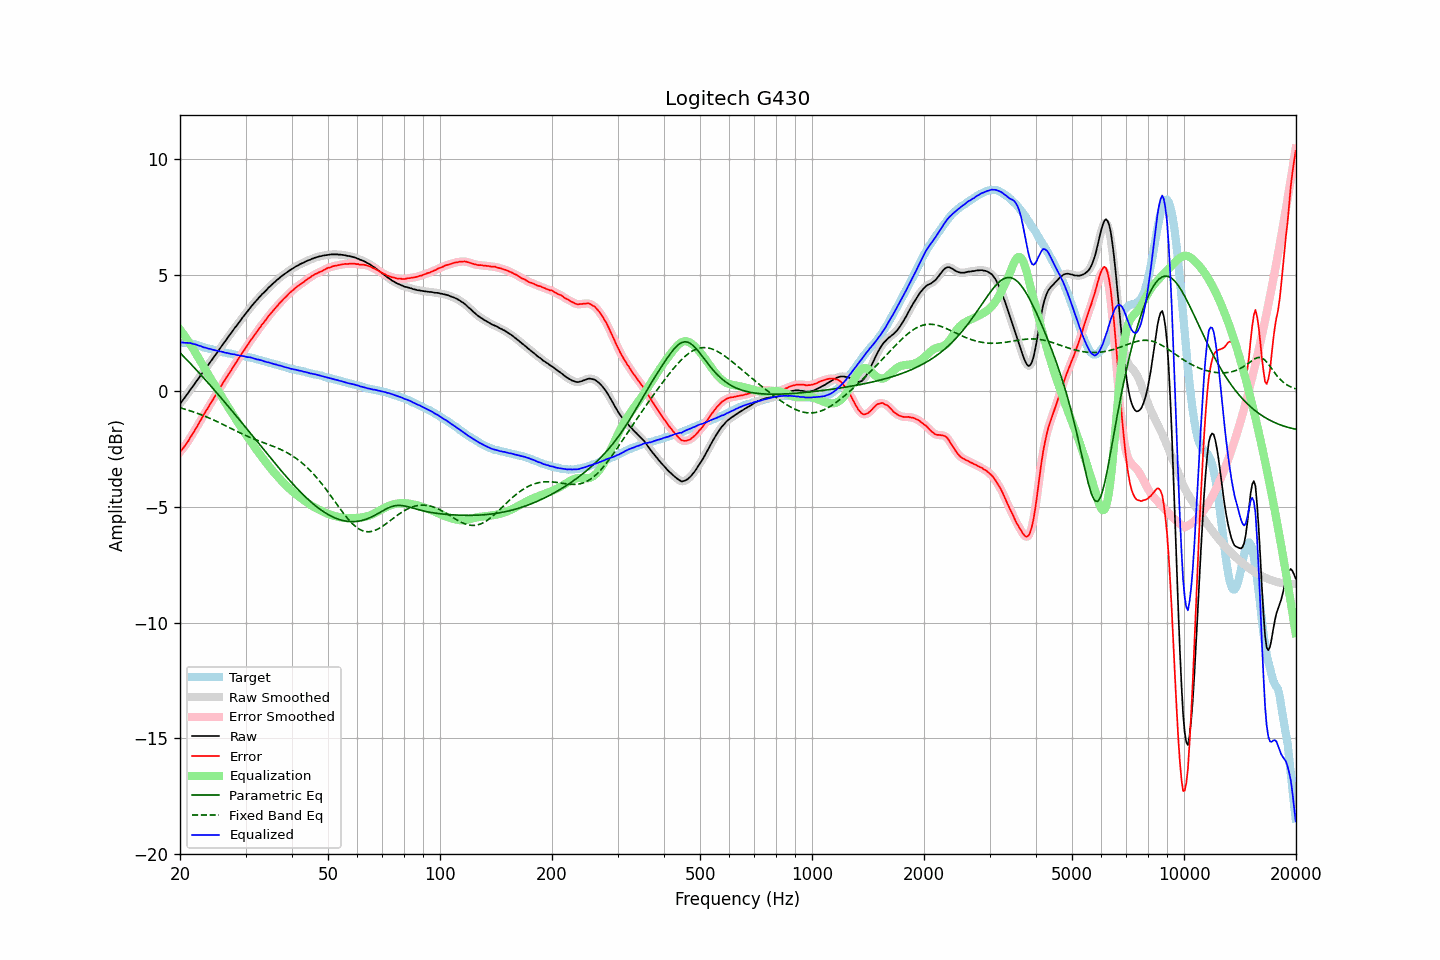 Logitech G430
10
5
0
−5
−10
−15
−20
Amplitude (dBr)
20
50
100
200
500
1000
2000
5000
10000
20000
Frequency (Hz)
Target
Raw Smoothed
Error Smoothed
Raw
Error
Equalization
Parametric Eq
Fixed Band Eq
Equalized